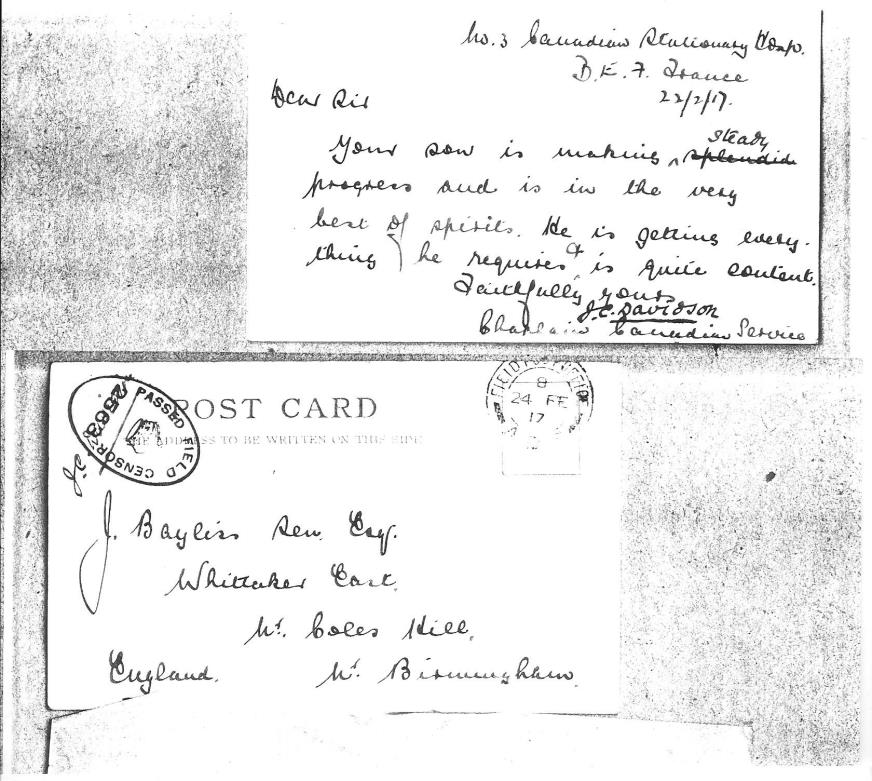 No. 3 Canadian Stationary Hosp.
B.E.F. France
22/2/17.
Dear Sir
steady
Your son is making ^ splendid
progress and is in the very
best of spirits. He is getting every-
thing he requires & is quite content.
Faithfully yours
J.C. Davidson
Chaplain Canadian Service
POST CARD
THE ADDRESS TO BE WRITTEN ON THIS SIDE
PASSED FIELD CENSOR
2563
FIELD POST OFFICE
8
24 FE
17
J. Bayliss Sen. Esq.
Whittaker East.
Nr. Coles Hill.
England. Nr. Birmingham.